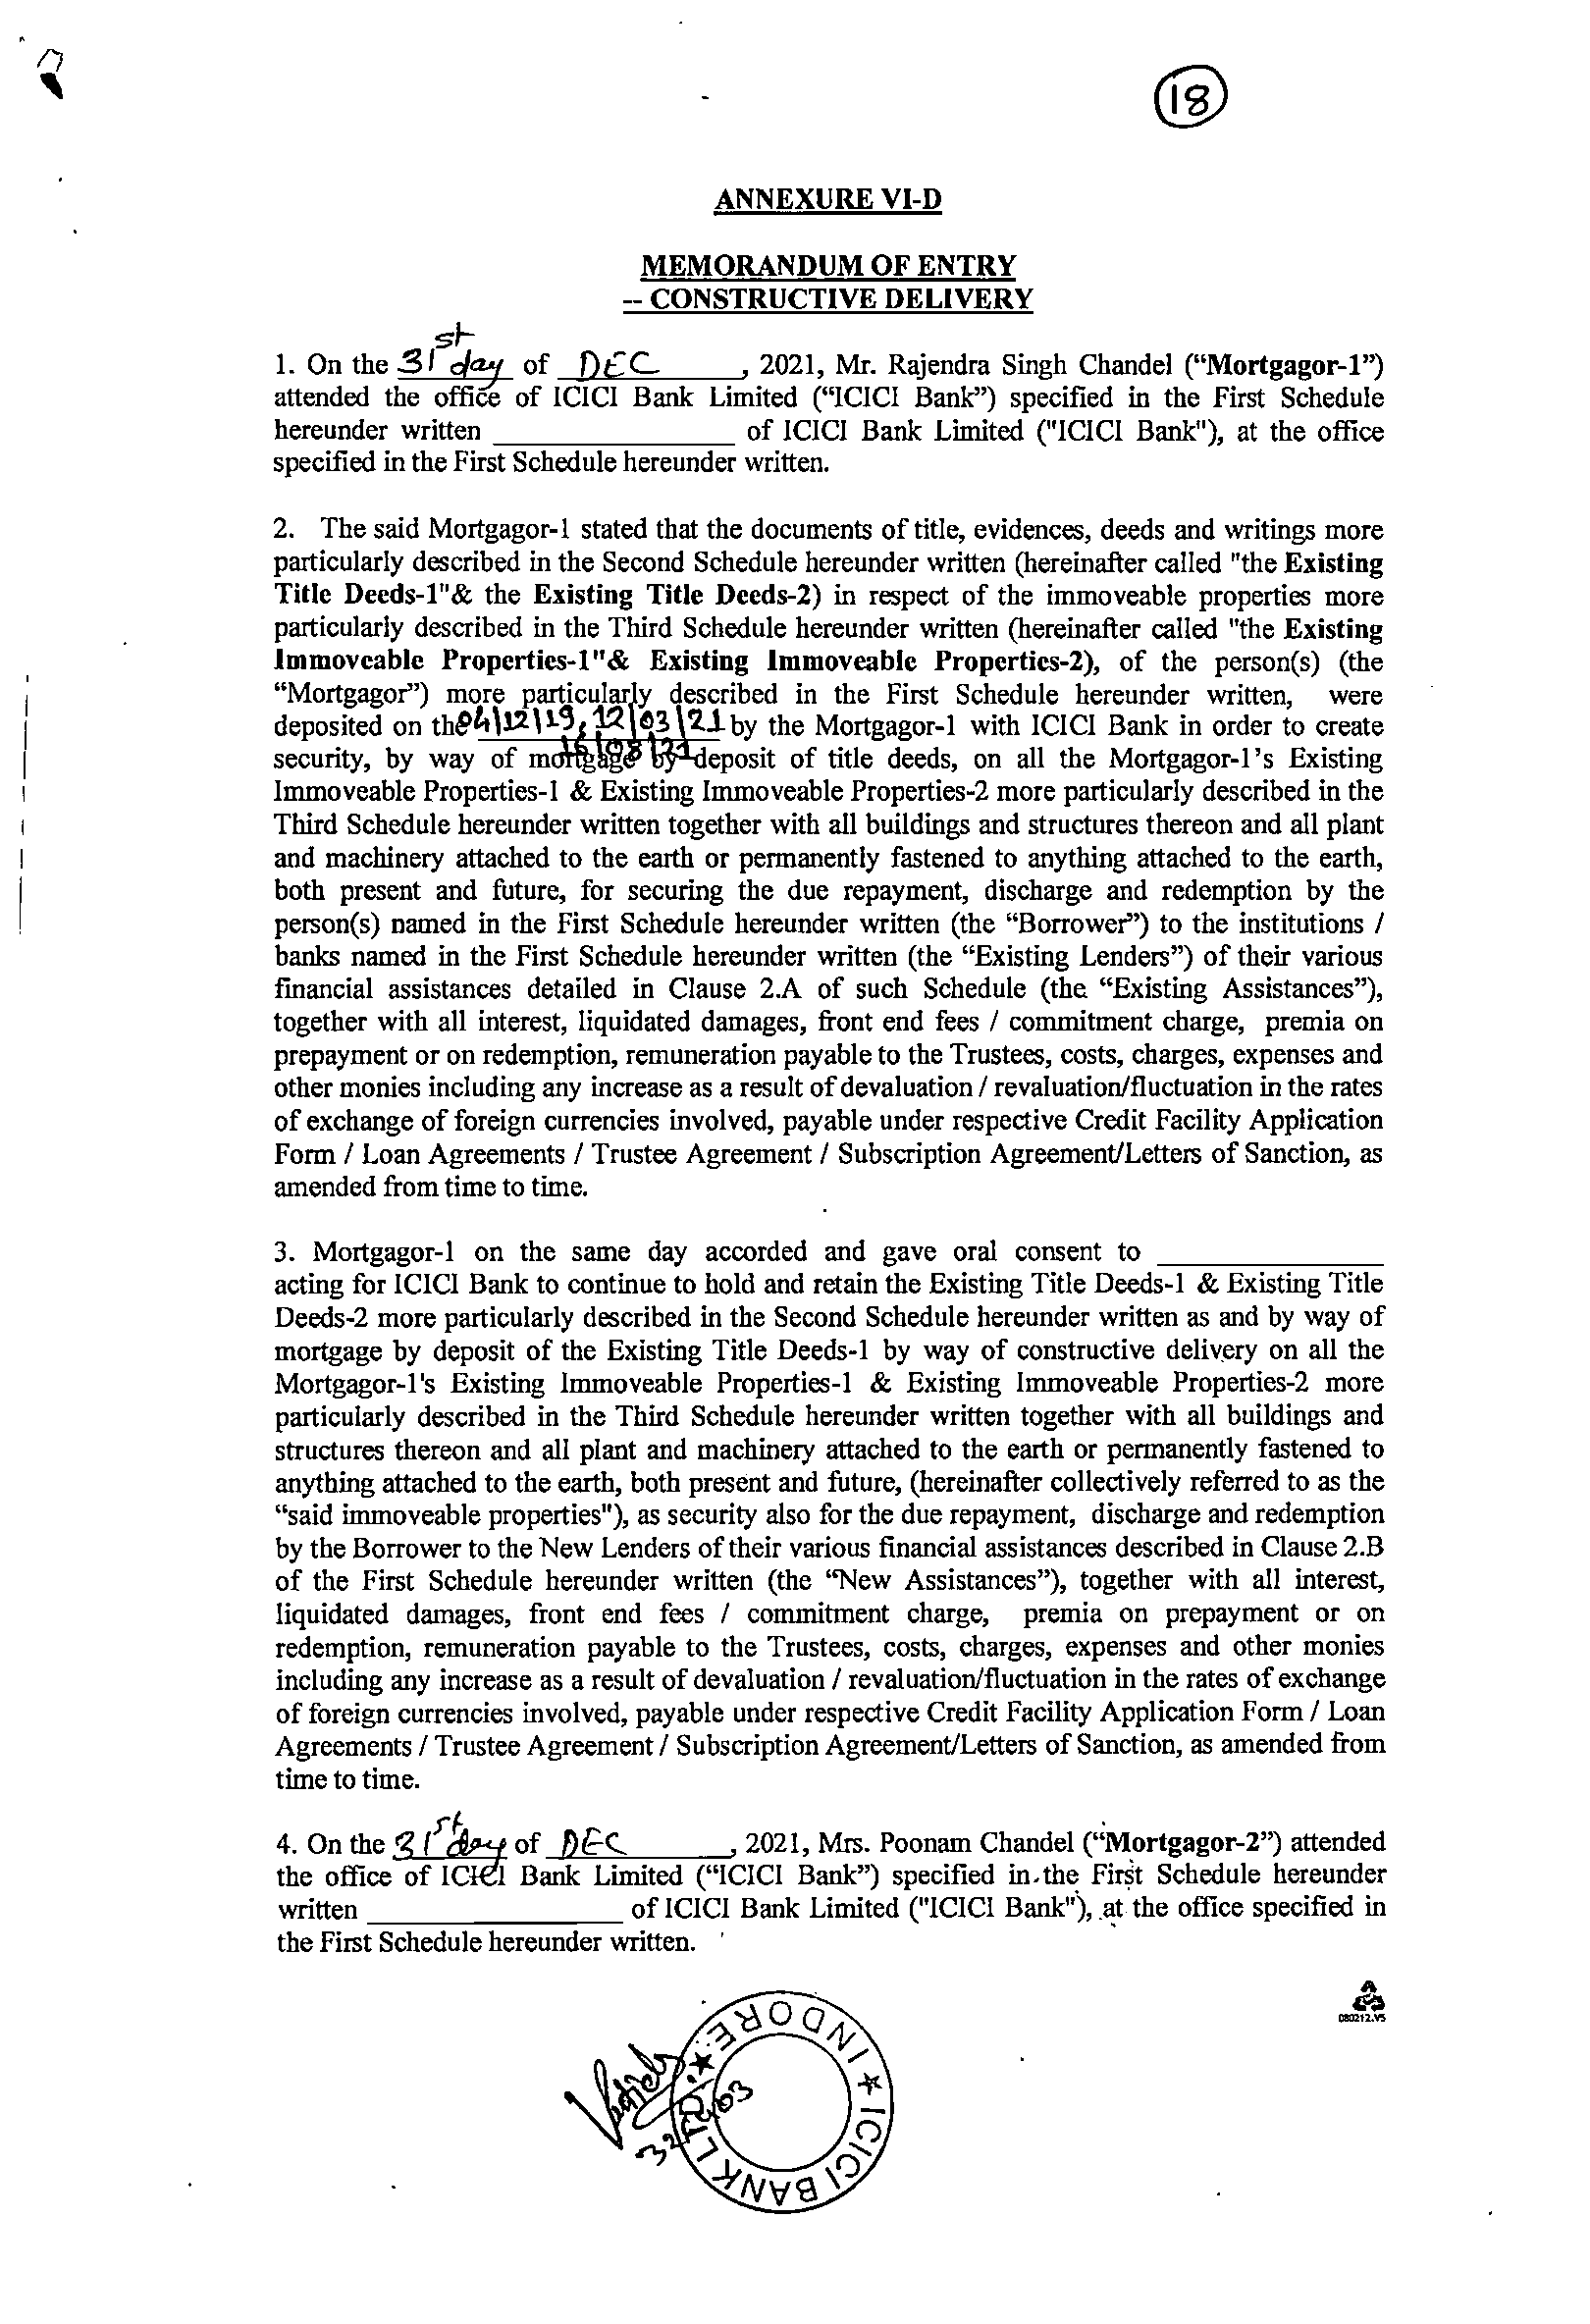 18
ANNEXURE VI-D
MEMORANDUM OF ENTRY
-- CONSTRUCTIVE DELIVERY
1. On the 31st day of DEC, 2021, Mr. Rajendra Singh Chandel (“Mortgagor-1”)
attended the office of ICICI Bank Limited (“ICICI Bank”) specified in the First Schedule
hereunder written ________________ of ICICI Bank Limited ("ICICI Bank"), at the office
specified in the First Schedule hereunder written.
2. The said Mortgagor-1 stated that the documents of title, evidences, deeds and writings more
particularly described in the Second Schedule hereunder written (hereinafter called "the Existing
Title Deeds-1"& the Existing Title Deeds-2) in respect of the immoveable properties more
particularly described in the Third Schedule hereunder written (hereinafter called "the Existing
Immoveable Properties-1"& Existing Immoveable Properties-2), of the person(s) (the
“Mortgagor”) more particularly described in the First Schedule hereunder written, were
deposited on the 04/12/19, 12/03/21 by the Mortgagor-1 with ICICI Bank in order to create
16/08/21
security, by way of mortgage by deposit of title deeds, on all the Mortgagor-1’s Existing
Immoveable Properties-1 & Existing Immoveable Properties-2 more particularly described in the
Third Schedule hereunder written together with all buildings and structures thereon and all plant
and machinery attached to the earth or permanently fastened to anything attached to the earth,
both present and future, for securing the due repayment, discharge and redemption by the
person(s) named in the First Schedule hereunder written (the “Borrower”) to the institutions /
banks named in the First Schedule hereunder written (the “Existing Lenders”) of their various
financial assistances detailed in Clause 2.A of such Schedule (the “Existing Assistances”),
together with all interest, liquidated damages, front end fees / commitment charge, premia on
prepayment or on redemption, remuneration payable to the Trustees, costs, charges, expenses and
other monies including any increase as a result of devaluation / revaluation/fluctuation in the rates
of exchange of foreign currencies involved, payable under respective Credit Facility Application
Form / Loan Agreements / Trustee Agreement / Subscription Agreement/Letters of Sanction, as
amended from time to time.
3. Mortgagor-1 on the same day accorded and gave oral consent to ________________
acting for ICICI Bank to continue to hold and retain the Existing Title Deeds-1 & Existing Title
Deeds-2 more particularly described in the Second Schedule hereunder written as and by way of
mortgage by deposit of the Existing Title Deeds-1 by way of constructive delivery on all the
Mortgagor-1's Existing Immoveable Properties-1 & Existing Immoveable Properties-2 more
particularly described in the Third Schedule hereunder written together with all buildings and
structures thereon and all plant and machinery attached to the earth or permanently fastened to
anything attached to the earth, both present and future, (hereinafter collectively referred to as the
“said immoveable properties"), as security also for the due repayment, discharge and redemption
by the Borrower to the New Lenders of their various financial assistances described in Clause 2.B
of the First Schedule hereunder written (the “New Assistances”), together with all interest,
liquidated damages, front end fees / commitment charge, premia on prepayment or on
redemption, remuneration payable to the Trustees, costs, charges, expenses and other monies
including any increase as a result of devaluation / revaluation/fluctuation in the rates of exchange
of foreign currencies involved, payable under respective Credit Facility Application Form / Loan
Agreements / Trustee Agreement / Subscription Agreement/Letters of Sanction, as amended from
time to time.
4. On the 31st day of DEC, 2021, Mrs. Poonam Chandel (“Mortgagor-2”) attended
the office of ICICI Bank Limited (“ICICI Bank”) specified in the First Schedule hereunder
written ________________ of ICICI Bank Limited ("ICICI Bank"), at the office specified in
the First Schedule hereunder written.
080212.V5
ICICI BANK LTD. ★ INDORE ★